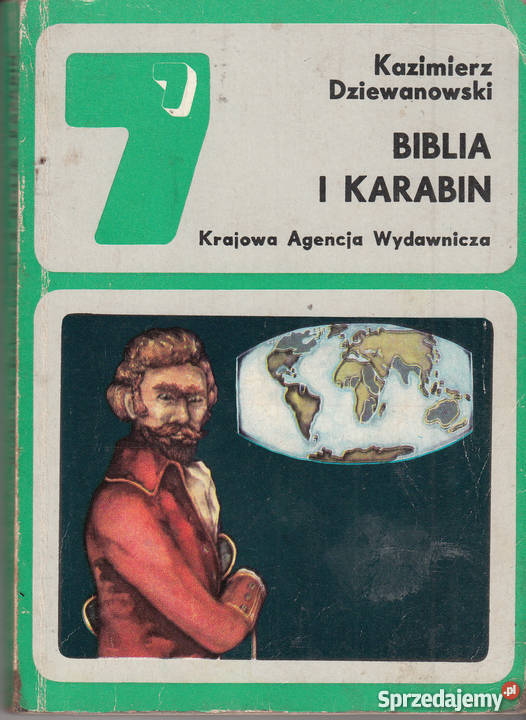 7
Kazimierz
Dziewanowski
BIBLIA
I KARABIN
Krajowa Agencja Wydawnicza
Sprzedajemy.pl